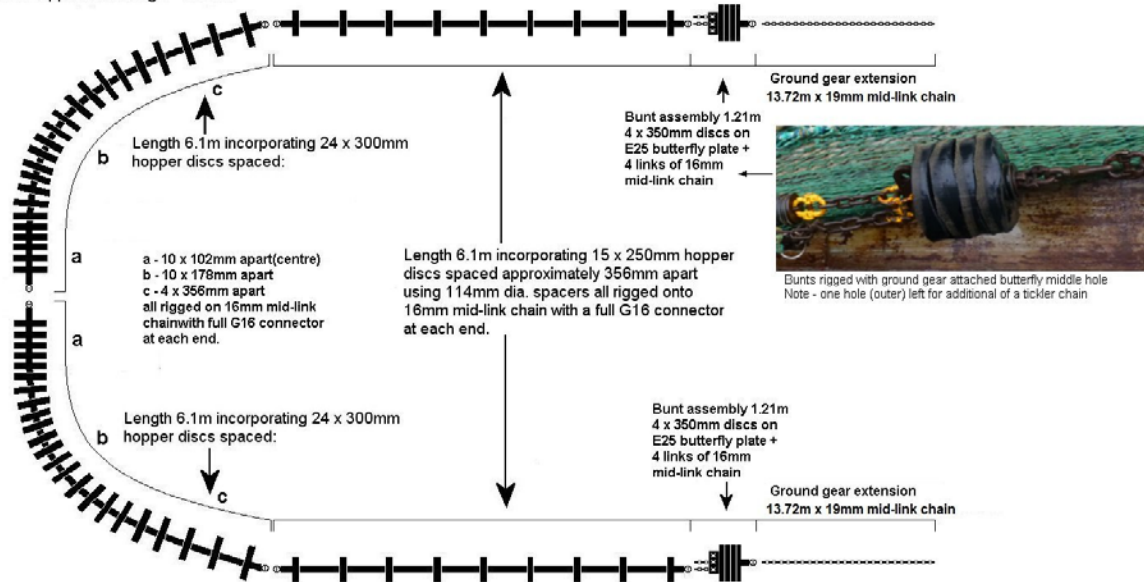 c
Length 6.1m incorporating 24 x 300mm
hopper discs spaced:
b
a
a - 10 x 102mm apart(centre)
b - 10 x 178mm apart
c - 4 x 356mm apart
all rigged on 16mm mid-link
chainwith full G16 connector
at each end.
a
b
Length 6.1m incorporating 24 x 300mm
hopper discs spaced:
c
Length 6.1m incorporating 15 x 250mm hopper
discs spaced approximately 356mm apart
using 114mm dia. spacers all rigged onto
16mm mid-link chain with a full G16 connector
at each end.
Bunt assembly 1.21m
4 x 350mm discs on
E25 butterfly plate +
4 links of 16mm
mid-link chain
Ground gear extension
13.72m x 19mm mid-link chain
Bunts rigged with ground gear attached butterfly middle hole
Note - one hole (outer) left for additional of a tickler chain
Bunt assembly 1.21m
4 x 350mm discs on
E25 butterfly plate +
4 links of 16mm
mid-link chain
Ground gear extension
13.72m x 19mm mid-link chain